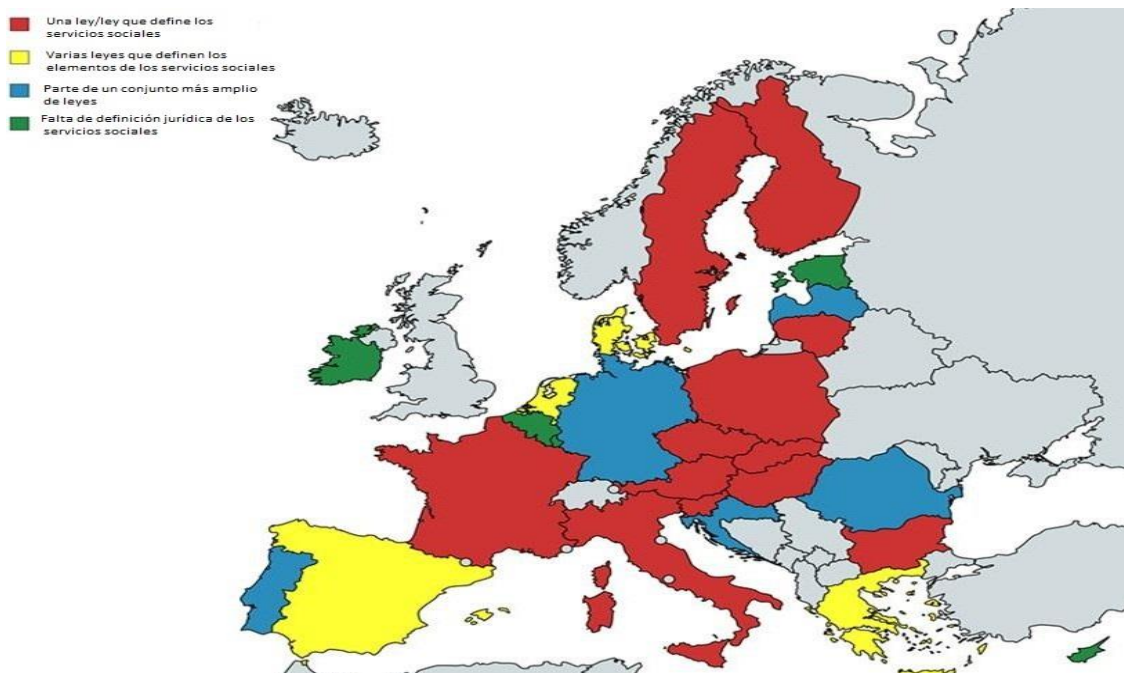 Una ley/ley que define los
servicios sociales
Varias leyes que definen los
elementos de los servicios sociales
Parte de un conjunto más amplio
de leyes
Falta de definición jurídica de los
servicios sociales